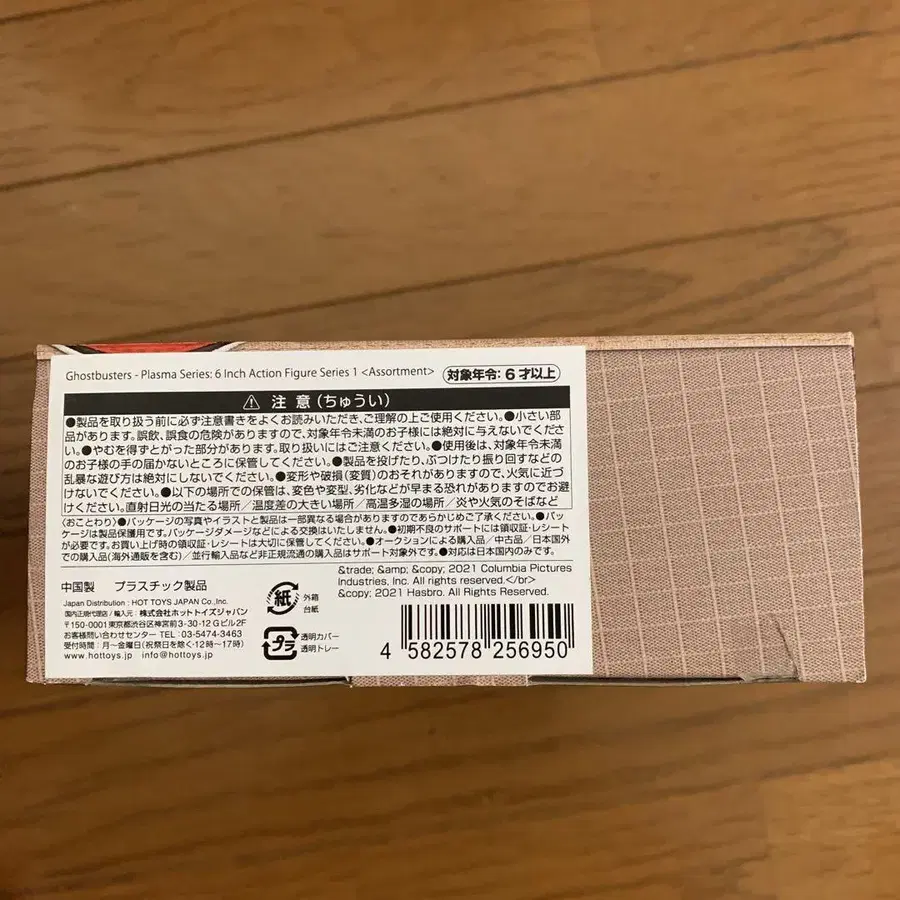 Ghostbusters - Plasma Series: 6 Inch Action Figure Series 1 <Assortment> 対象年令:6才以上
⚠ 注意(ちゅうい)
●製品を取り扱う前に必ず注意書きをよくお読みいただき、ご理解の上ご使用ください。●小さい部
品があります。誤飲、誤食の危険がありますので、対象年令未満のお子様には絶対に与えないでくださ
い。●やむを得ずとがった部分があります。取り扱いにはご注意ください。●使用後は、対象年令未満
のお子様の手の届かないところに保管してください。●製品を投げたり、ぶつけたり振り回すなどの
乱暴な遊び方は絶対にしないでください。●変形や破損(変質)のおそれがありますので、火気に近づ
けないでください。●以下の場所での保管は、変色や変型、劣化などが早まる恐れがありますのでお避
けください。直射日光の当たる場所/温度差の大きい場所/高温多湿の場所/炎や火気のそばなど
(おことわり)●パッケージの写真やイラストと製品は一部異なる場合がありますのであらかじめご了承ください。●パッ
ケージは製品保護用です。パッケージダメージなどによる交換はいたしません。●初期不良のサポートには領収証・レシート
が必要です。お買い上げ時の領収証・レシートは大切に保管してください。●オークションによる購入品/中古品/日本国外
での購入品(海外通販を含む)/並行輸入品など非正規流通の購入品はサポート対象外です。●対応は日本国内のみです。
中国製 プラスチック製品
Japan Distribution : HOT TOYS JAPAN Co.,Inc.
国内正規代理店/輸入元:株式会社ホットトイズジャパン
〒150-0001東京都渋谷区神宮前3-30-12 Gビル2F
お客様問い合わせセンター TEL 03-5474-3463
受付時間:月〜金曜日(祝祭日を除く・12時〜17時)
www.hottoys.jp info@hottoys.jp
紙 外箱
台紙
プラ 透明カバー
透明トレー
&trade; &amp; &copy; 2021 Columbia Pictures
Industries, Inc. All rights reserved.</br>
&copy; 2021 Hasbro. All Rights Reserved.
4 582578 256950